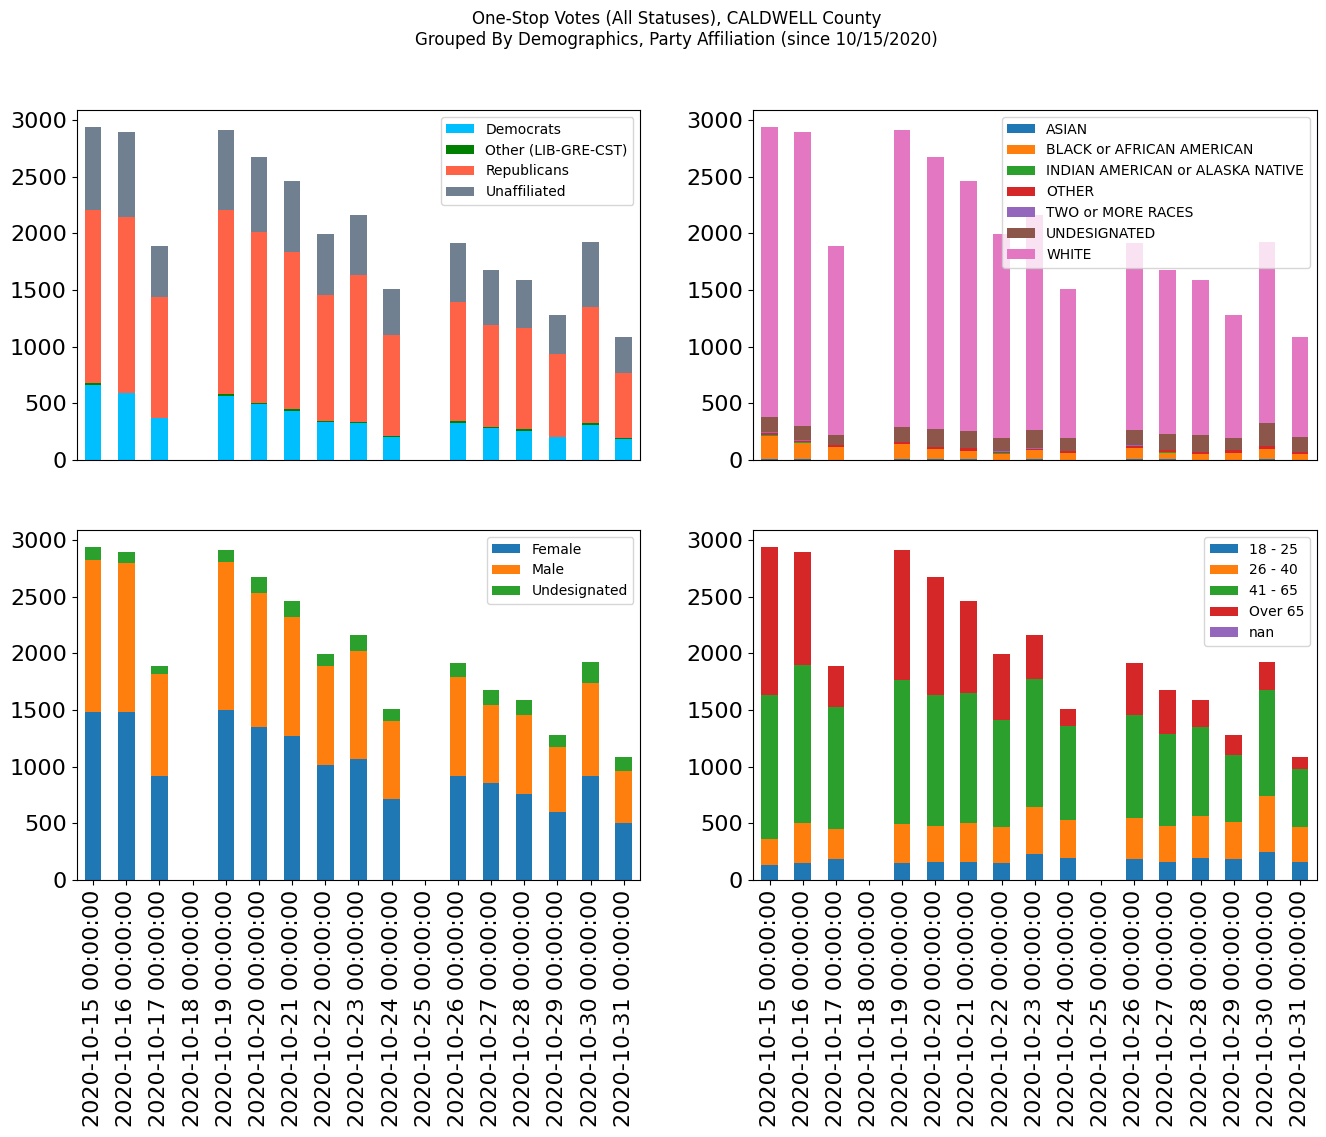 One-Stop Votes (All Statuses), CALDWELL County
Grouped By Demographics, Party Affiliation (since 10/15/2020)
3000
2500
2000
1500
1000
500
0
Democrats
Other (LIB-GRE-CST)
Republicans
Unaffiliated
3000
2500
2000
1500
1000
500
0
ASIAN
BLACK or AFRICAN AMERICAN
INDIAN AMERICAN or ALASKA NATIVE
OTHER
TWO or MORE RACES
UNDESIGNATED
WHITE
3000
2500
2000
1500
1000
500
0
Female
Male
Undesignated
2020-10-15 00:00:00
2020-10-16 00:00:00
2020-10-17 00:00:00
2020-10-18 00:00:00
2020-10-19 00:00:00
2020-10-20 00:00:00
2020-10-21 00:00:00
2020-10-22 00:00:00
2020-10-23 00:00:00
2020-10-24 00:00:00
2020-10-25 00:00:00
2020-10-26 00:00:00
2020-10-27 00:00:00
2020-10-28 00:00:00
2020-10-29 00:00:00
2020-10-30 00:00:00
2020-10-31 00:00:00
3000
2500
2000
1500
1000
500
0
18 - 25
26 - 40
41 - 65
Over 65
nan
2020-10-15 00:00:00
2020-10-16 00:00:00
2020-10-17 00:00:00
2020-10-18 00:00:00
2020-10-19 00:00:00
2020-10-20 00:00:00
2020-10-21 00:00:00
2020-10-22 00:00:00
2020-10-23 00:00:00
2020-10-24 00:00:00
2020-10-25 00:00:00
2020-10-26 00:00:00
2020-10-27 00:00:00
2020-10-28 00:00:00
2020-10-29 00:00:00
2020-10-30 00:00:00
2020-10-31 00:00:00